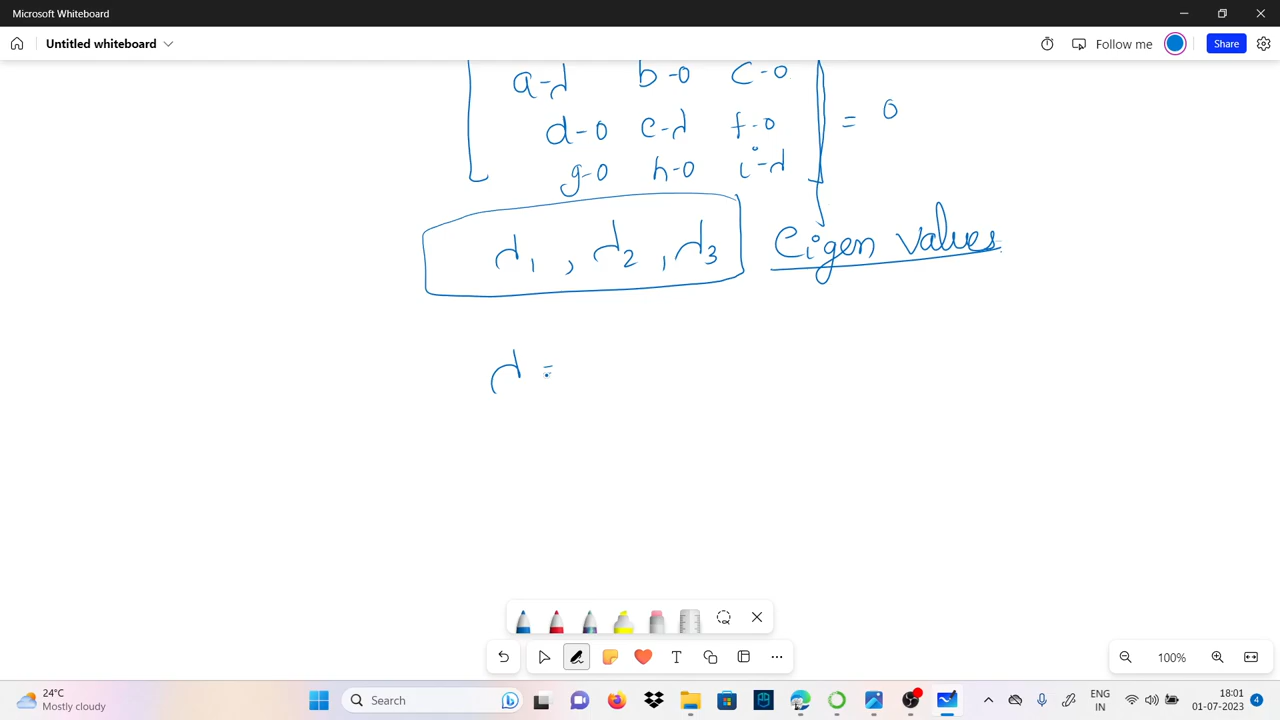 Microsoft Whiteboard
Untitled whiteboard
Follow me
Share
a-λ b-0 c-0
d-0 e-λ f-0 = 0
g-0 h-0 i-λ
λ1, λ2, λ3 Eigen values
λ =
100%
24°C
Mostly cloudy
Search
ENG
IN
18:01
01-07-2023
4